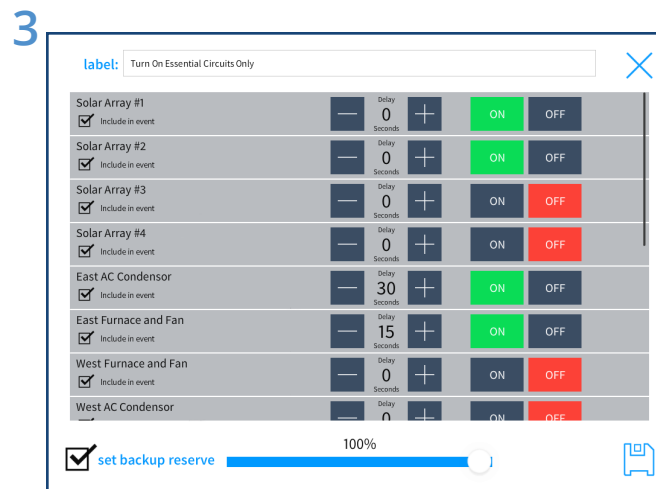 3
label: Turn On Essential Circuits Only
Solar Array #1
Include in event
Delay
0
Seconds
ON OFF
Solar Array #2
Include in event
Delay
0
Seconds
ON OFF
Solar Array #3
Include in event
Delay
0
Seconds
ON OFF
Solar Array #4
Include in event
Delay
0
Seconds
ON OFF
East AC Condensor
Include in event
Delay
30
Seconds
ON OFF
East Furnace and Fan
Include in event
Delay
15
Seconds
ON OFF
West Furnace and Fan
Include in event
Delay
0
Seconds
ON OFF
West AC Condensor
Delay
0
ON OFF
set backup reserve
100%